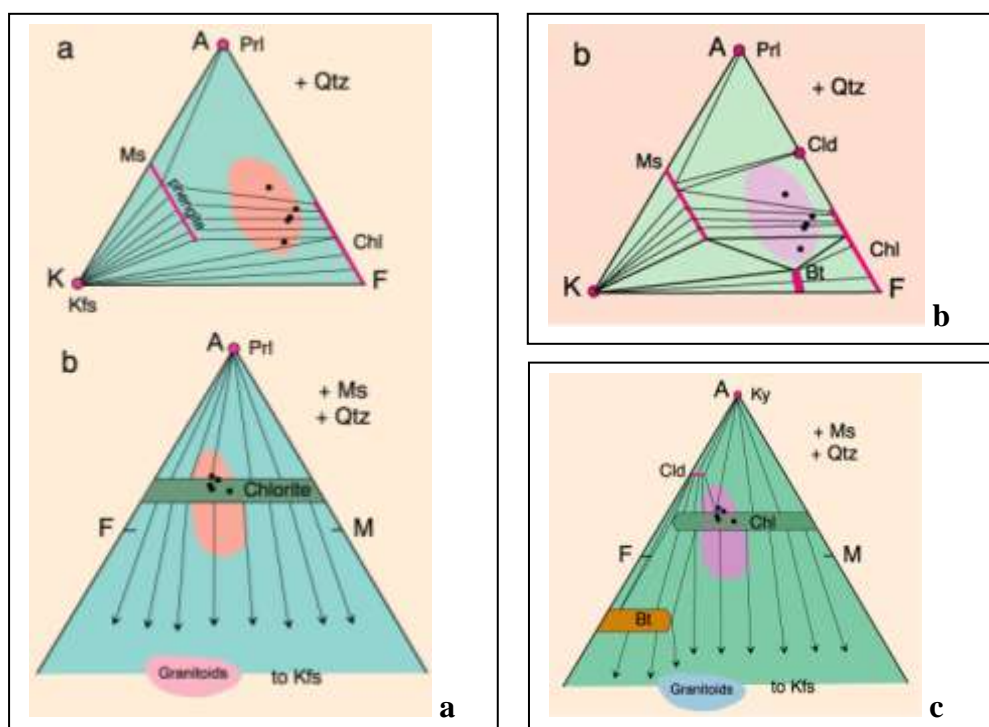 a
A Prl
+ Qtz
Ms
phengite
Chl
K
F
Kfs
b
A Prl
+ Ms
+ Qtz
Chlorite
F
M
Granitoids
to Kfs
a
b
A
Prl
+ Qtz
Cld
Ms
Chl
Bt
K
F
b
A Ky
+ Ms
+ Qtz
Cld
Chl
F
M
Bt
Granitoids
to Kfs
c